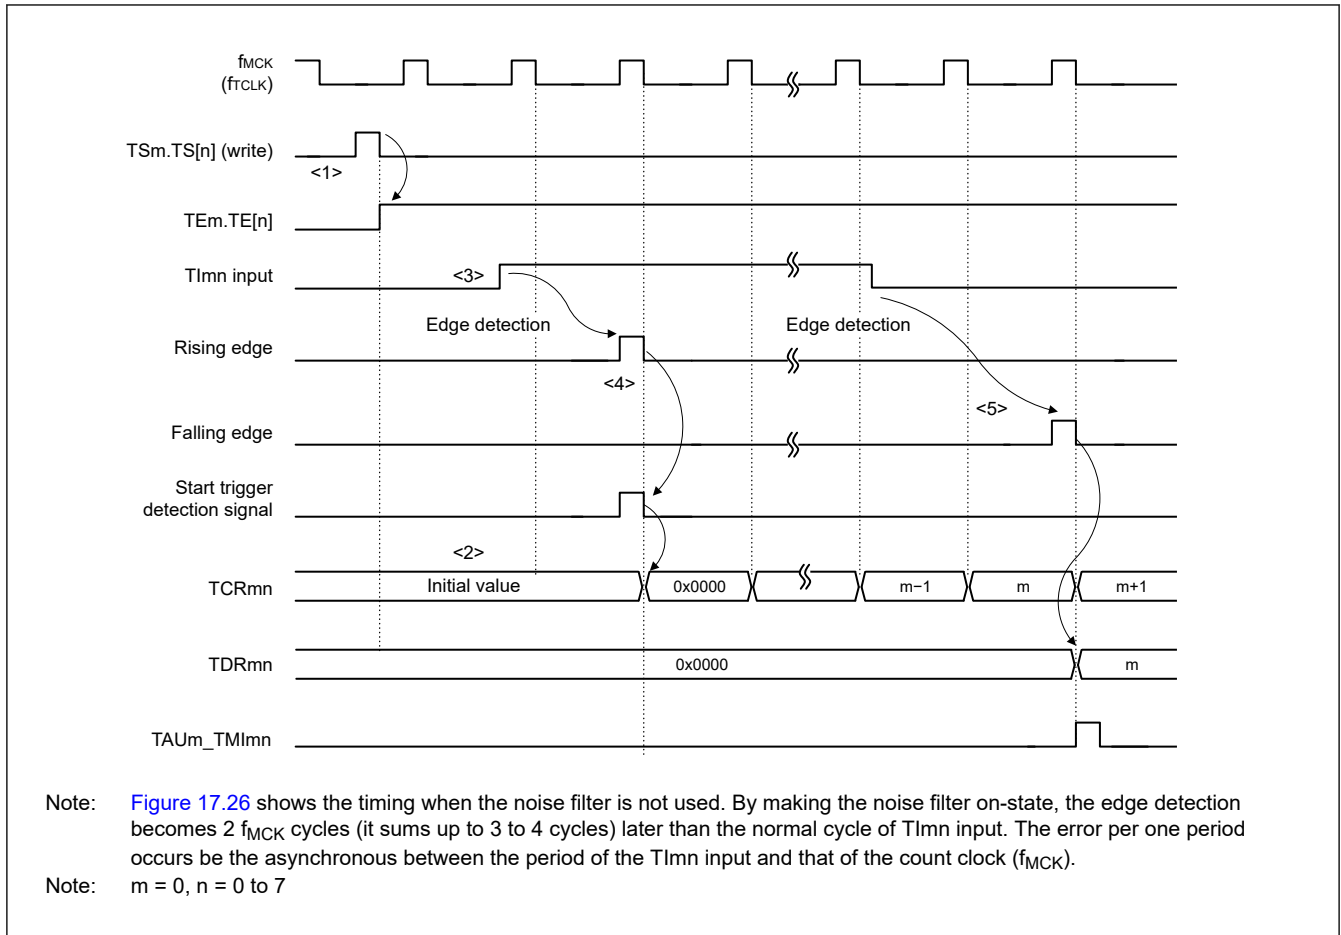 fMCK
(fTCLK)
TSm.TS[n] (write)
<1>
TEm.TE[n]
TImn input
<3>
Edge detection
Edge detection
Rising edge
<4>
<5>
Falling edge
Start trigger
detection signal
<2>
TCRmn
Initial value
0x0000
m−1
m
m+1
TDRmn
0x0000
m
TAUm_TMImn
Note: Figure 17.26 shows the timing when the noise filter is not used. By making the noise filter on-state, the edge detection
becomes 2 fMCK cycles (it sums up to 3 to 4 cycles) later than the normal cycle of TImn input. The error per one period
occurs be the asynchronous between the period of the TImn input and that of the count clock (fMCK).
Note: m = 0, n = 0 to 7